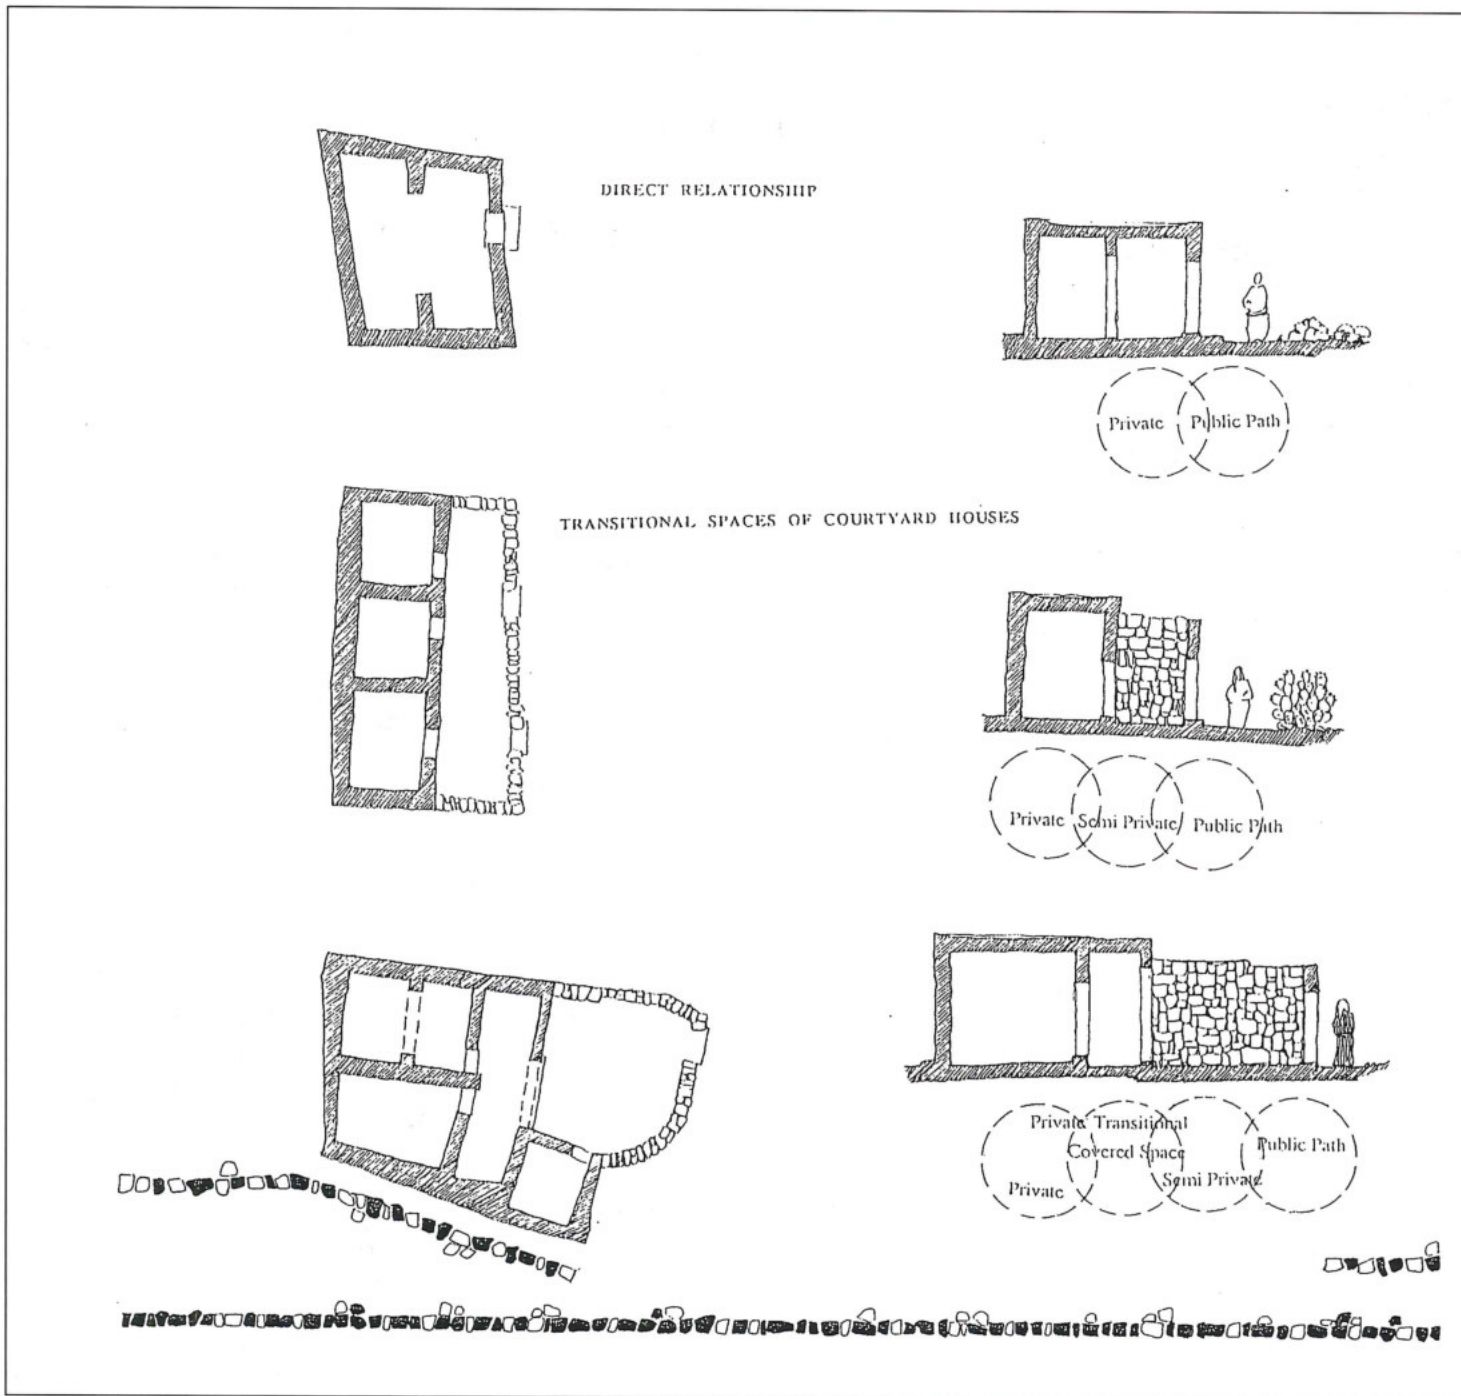 DIRECT RELATIONSHIP
Private
Public Path
TRANSITIONAL SPACES OF COURTYARD HOUSES
Private
Semi Private
Public Path
Private Transitional
Covered Space
Private
Semi Private
Public Path